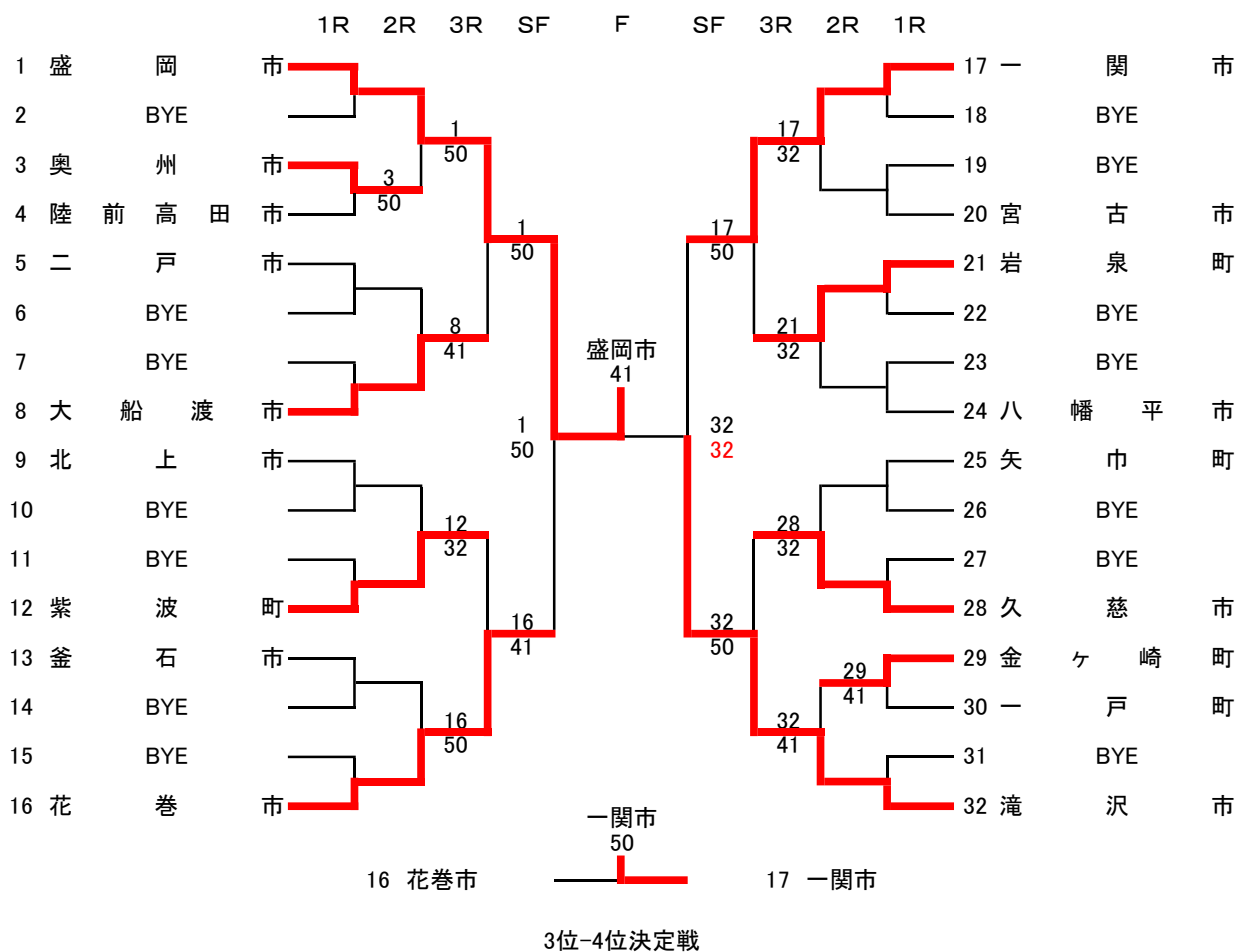 1R 2R 3R SF F SF 3R 2R 1R
1 盛岡市 17 一関市
2 BYE 18 BYE
1 50 17 32
3 奥州市 19 BYE
3 50
4 陸前高田市 20 宮古市
1 50 17 50
5 二戸市 21 岩泉町
6 BYE 22 BYE
8 41 21 32
盛岡市
7 BYE 23 BYE
41
8 大船渡市 24 八幡平市
1 50 32 32
9 北上市 25 矢巾町
10 BYE 26 BYE
12 32 28 32
11 BYE 27 BYE
12 紫波町 28 久慈市
16 41 32 50
13 釜石市 29 金ヶ崎町
29 41
14 BYE 30 一戸町
16 50 32 41
15 BYE 31 BYE
16 花巻市 32 滝沢市
一関市
50
16 花巻市 17 一関市
3位-4位決定戦